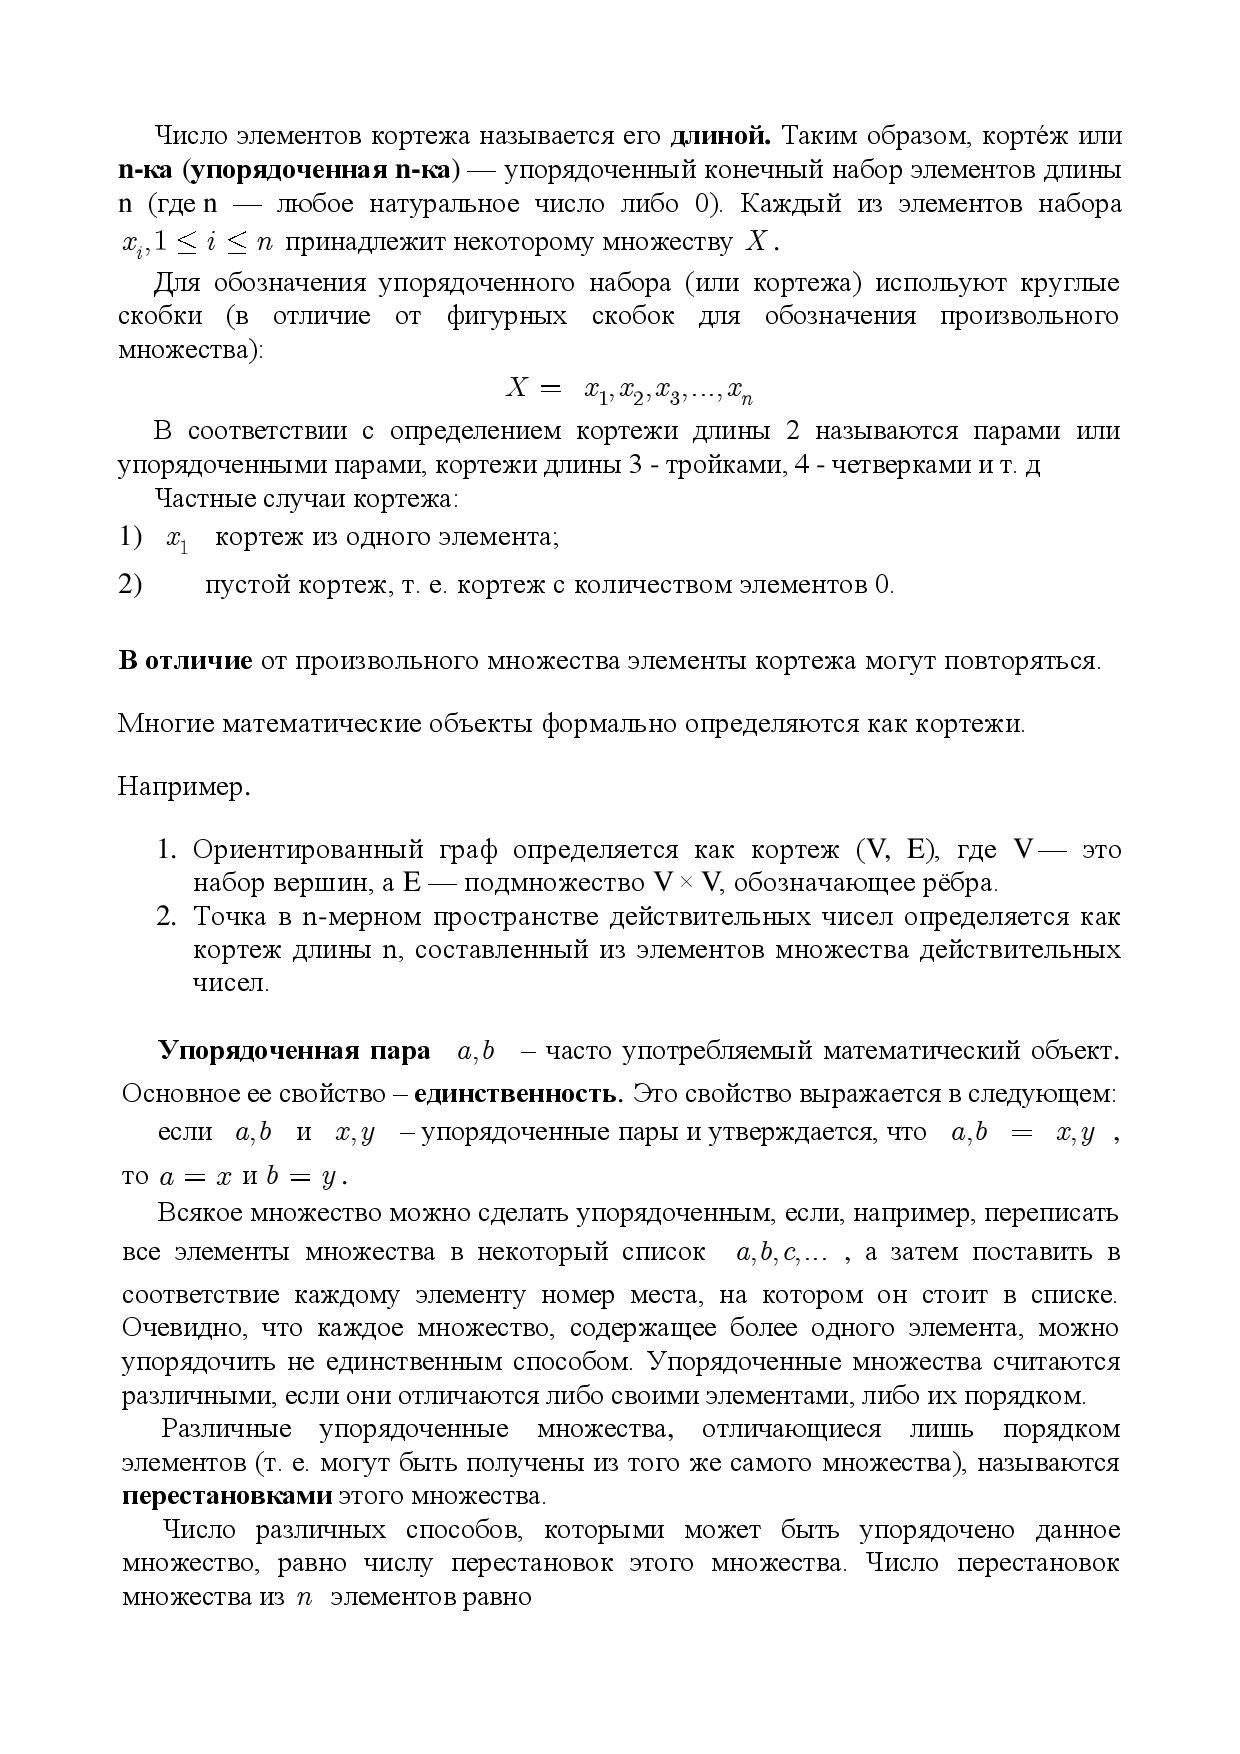 Число элементов кортежа называется его длиной. Таким образом, корте́ж или
n-ка (упорядоченная n-ка) — упорядоченный конечный набор элементов длины
n (где n — любое натуральное число либо 0). Каждый из элементов набора
xᵢ, 1 ≤ i ≤ n принадлежит некоторому множеству X.
Для обозначения упорядоченного набора (или кортежа) испольуют круглые
скобки (в отличие от фигурных скобок для обозначения произвольного
множества):
X = x₁, x₂, x₃, ..., xₙ
В соответствии с определением кортежи длины 2 называются парами или
упорядоченными парами, кортежи длины 3 - тройками, 4 - четверками и т. д
Частные случаи кортежа:
1) x₁ кортеж из одного элемента;
2) пустой кортеж, т. е. кортеж с количеством элементов 0.
В отличие от произвольного множества элементы кортежа могут повторяться.
Многие математические объекты формально определяются как кортежи.
Например.
1. Ориентированный граф определяется как кортеж (V, E), где V— это
набор вершин, а E — подмножество V × V, обозначающее рёбра.
2. Точка в n-мерном пространстве действительных чисел определяется как
кортеж длины n, составленный из элементов множества действительных
чисел.
Упорядоченная пара a,b – часто употребляемый математический объект.
Основное ее свойство – единственность. Это свойство выражается в следующем:
если a,b и x,y – упорядоченные пары и утверждается, что a,b = x,y ,
то a = x и b = y.
Всякое множество можно сделать упорядоченным, если, например, переписать
все элементы множества в некоторый список a,b,c,... , а затем поставить в
соответствие каждому элементу номер места, на котором он стоит в списке.
Очевидно, что каждое множество, содержащее более одного элемента, можно
упорядочить не единственным способом. Упорядоченные множества считаются
различными, если они отличаются либо своими элементами, либо их порядком.
Различные упорядоченные множества, отличающиеся лишь порядком
элементов (т. е. могут быть получены из того же самого множества), называются
перестановками этого множества.
Число различных способов, которыми может быть упорядочено данное
множество, равно числу перестановок этого множества. Число перестановок
множества из n элементов равно